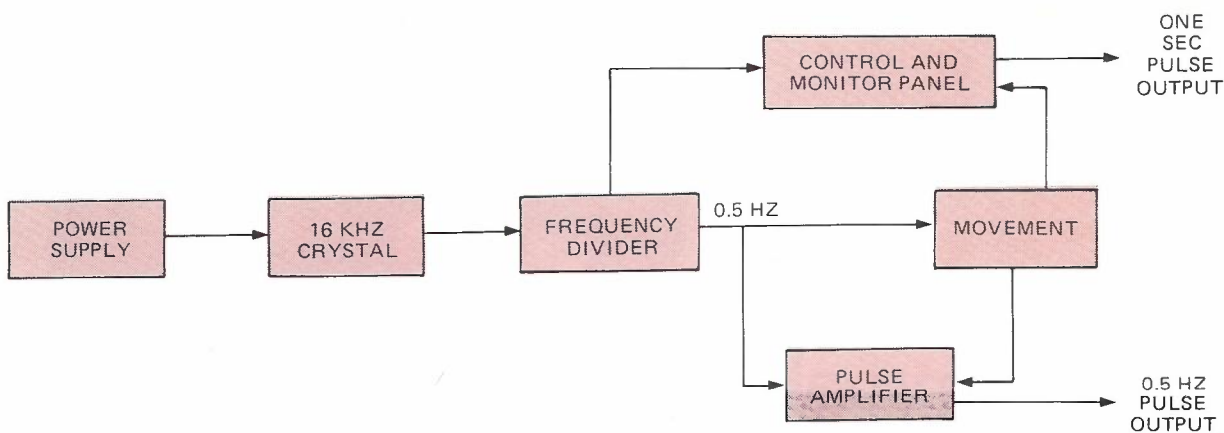 ONE
SEC
PULSE
OUTPUT
CONTROL AND
MONITOR PANEL
POWER
SUPPLY
16 KHZ
CRYSTAL
FREQUENCY
DIVIDER
0.5 HZ
MOVEMENT
PULSE
AMPLIFIER
0.5 HZ
PULSE
OUTPUT